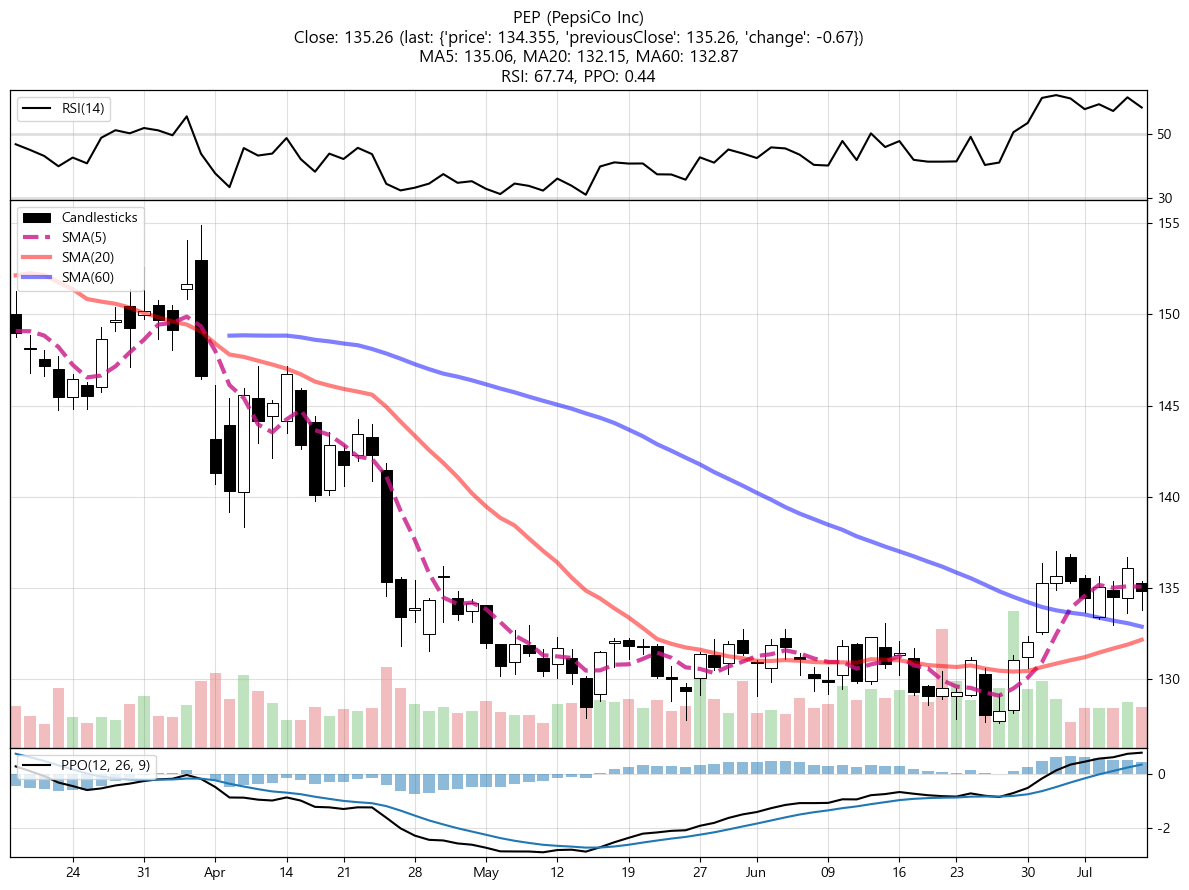 PEP (PepsiCo Inc)
Close: 135.26 (last: {'price': 134.355, 'previousClose': 135.26, 'change': -0.67})
MA5: 135.06, MA20: 132.15, MA60: 132.87
RSI: 67.74, PPO: 0.44
RSI(14)
50
30
Candlesticks
SMA(5)
SMA(20)
SMA(60)
155
150
145
140
135
130
PPO(12, 26, 9)
0
-2
24 31 Apr 14 21 28 May 12 19 27 Jun 09 16 23 30 Jul